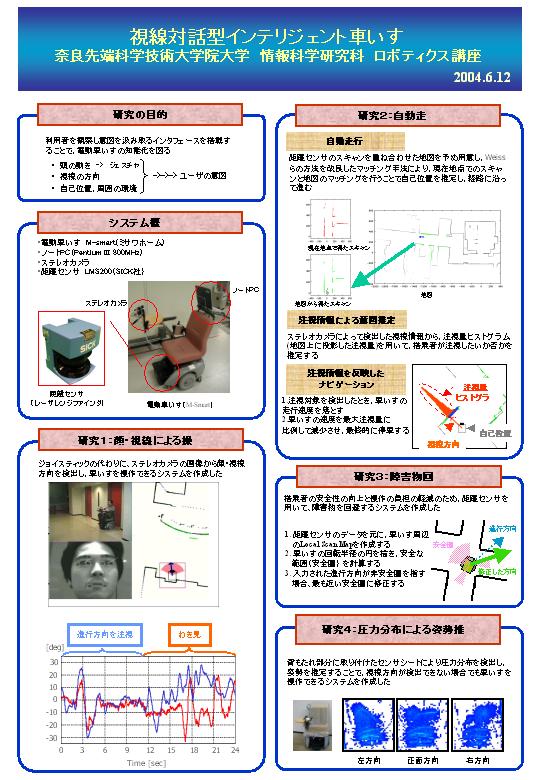 視線対話型インテリジェント車いす
奈良先端科学技術大学院大学 情報科学研究科 ロボティクス講座
2004.6.12
研究の目的
利用者を観察し意図を汲み取るインタフェースを搭載す
ることで、電動車いすの知能化を図る
・ 頭の動き -> ジェスチャ
・ 視線の方向
・ 自己位置、周囲の環境
->->-> ユーザの意図
システム概
・電動車いす M-smart(ミサワホーム)
・ノートPC(Pentium III 900MHz)
・ステレオカメラ
・距離センサ LMS200(SICK社)
ステレオカメラ
ノートPC
SICK
距離センサ
(レーザレンジファインダ)
電動車いす(M-Smart)
研究1:顔・視線による操
ジョイスティックの代わりに、ステレオカメラの画像から顔・視線
方向を検出し、車いすを操作できるシステムを作成した
進行方向を注視
わき見
[deg]
30
20
10
0
-10
-20
-30
0 3 6 9 12 15 18 21 24
Time [sec]
研究2:自動走
自動走行
距離センサのスキャンを重ね合わせた地図を予め用意し、Weiss
らの方法を改良したマッチング手法により、現在地点でのスキャ
ンと地図のマッチングを行うことで自己位置を推定し、経路に沿っ
て進む
現在地点で得たスキャン
地図から得たスキャン
地図
注視情報による意図推定
ステレオカメラによって検出した視線情報から、注視量ヒストグラム
(地図上に投影した注視量)を用いて、搭乗者が注視したいか否かを
推定する
注視情報を反映した
ナビゲーション
1.注視対象を検出したとき、車いすの
走行速度を落とす
2.車いすの速度を最大注視量に
比例して減少させ、最終的に停車する
注視量
ヒストグラ
自己位置
視線方向
研究3:障害物回
搭乗者の安全性の向上と操作の負担の軽減のため、距離センサを
用いて、障害物を回避するシステムを作成した
1. 距離センサのデータを元に、車いす周辺
のLocal Scan Mapを作成する
2. 車いすの回転半径の円を描き、安全な
範囲(安全圏)を計算する
3. 入力された進行方向が非安全圏を指す
場合、最も近い安全圏に修正する
安全圏
進行方向
修正した方向
研究4:圧力分布による姿勢推
背もたれ部分に取り付けたセンサシートにより圧力分布を検出し、
姿勢を推定することで、視線方向が検出できない場合でも車いすを
操作できるシステムを作成した
左方向
正面方向
右方向